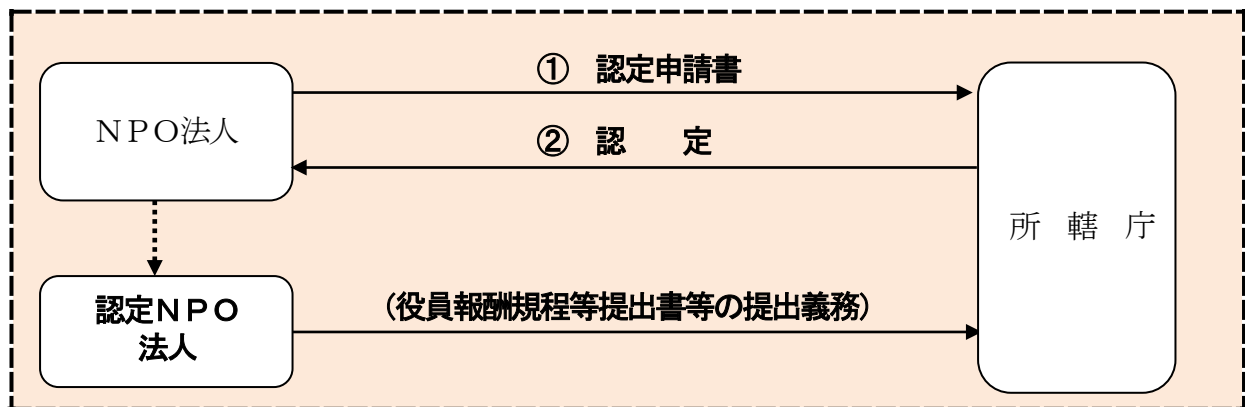 ① 認定申請書
NPO法人
② 認　定
所 轄 庁
認定NPO
法人
(役員報酬規程等提出書等の提出義務)